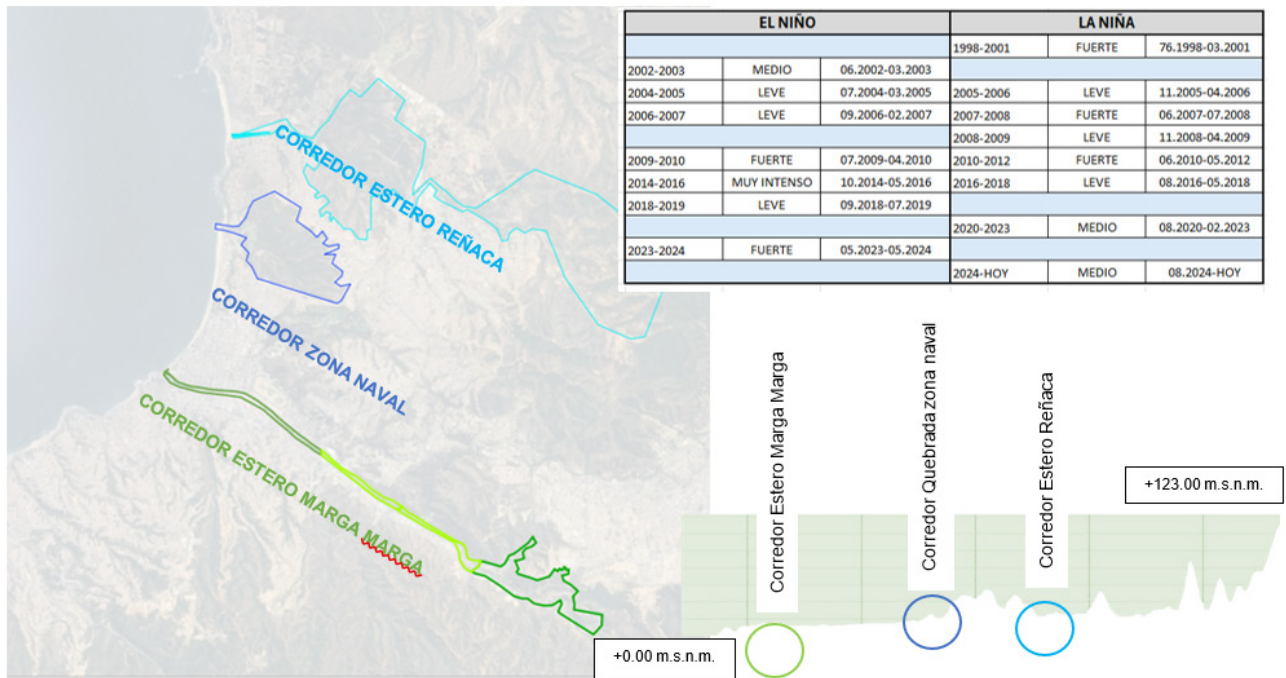 EL NIÑO LA NIÑA
1998-2001 FUERTE 76.1998-03.2001
2002-2003 MEDIO 06.2002-03.2003
2004-2005 LEVE 07.2004-03.2005 2005-2006 LEVE 11.2005-04.2006
2006-2007 LEVE 09.2006-02.2007 2007-2008 FUERTE 06.2007-07.2008
2008-2009 LEVE 11.2008-04.2009
2009-2010 FUERTE 07.2009-04.2010 2010-2012 FUERTE 06.2010-05.2012
2014-2016 MUY INTENSO 10.2014-05.2016 2016-2018 LEVE 08.2016-05.2018
2018-2019 LEVE 09.2018-07.2019
2020-2023 MEDIO 08.2020-02.2023
2023-2024 FUERTE 05.2023-05.2024
2024-HOY MEDIO 08.2024-HOY
CORREDOR ESTERO REÑACA
CORREDOR ZONA NAVAL
CORREDOR ESTERO MARGA MARGA
Corredor Estero Marga Marga
Corredor Quebrada zona naval
Corredor Estero Reñaca
+123.00 m.s.n.m.
+0.00 m.s.n.m.